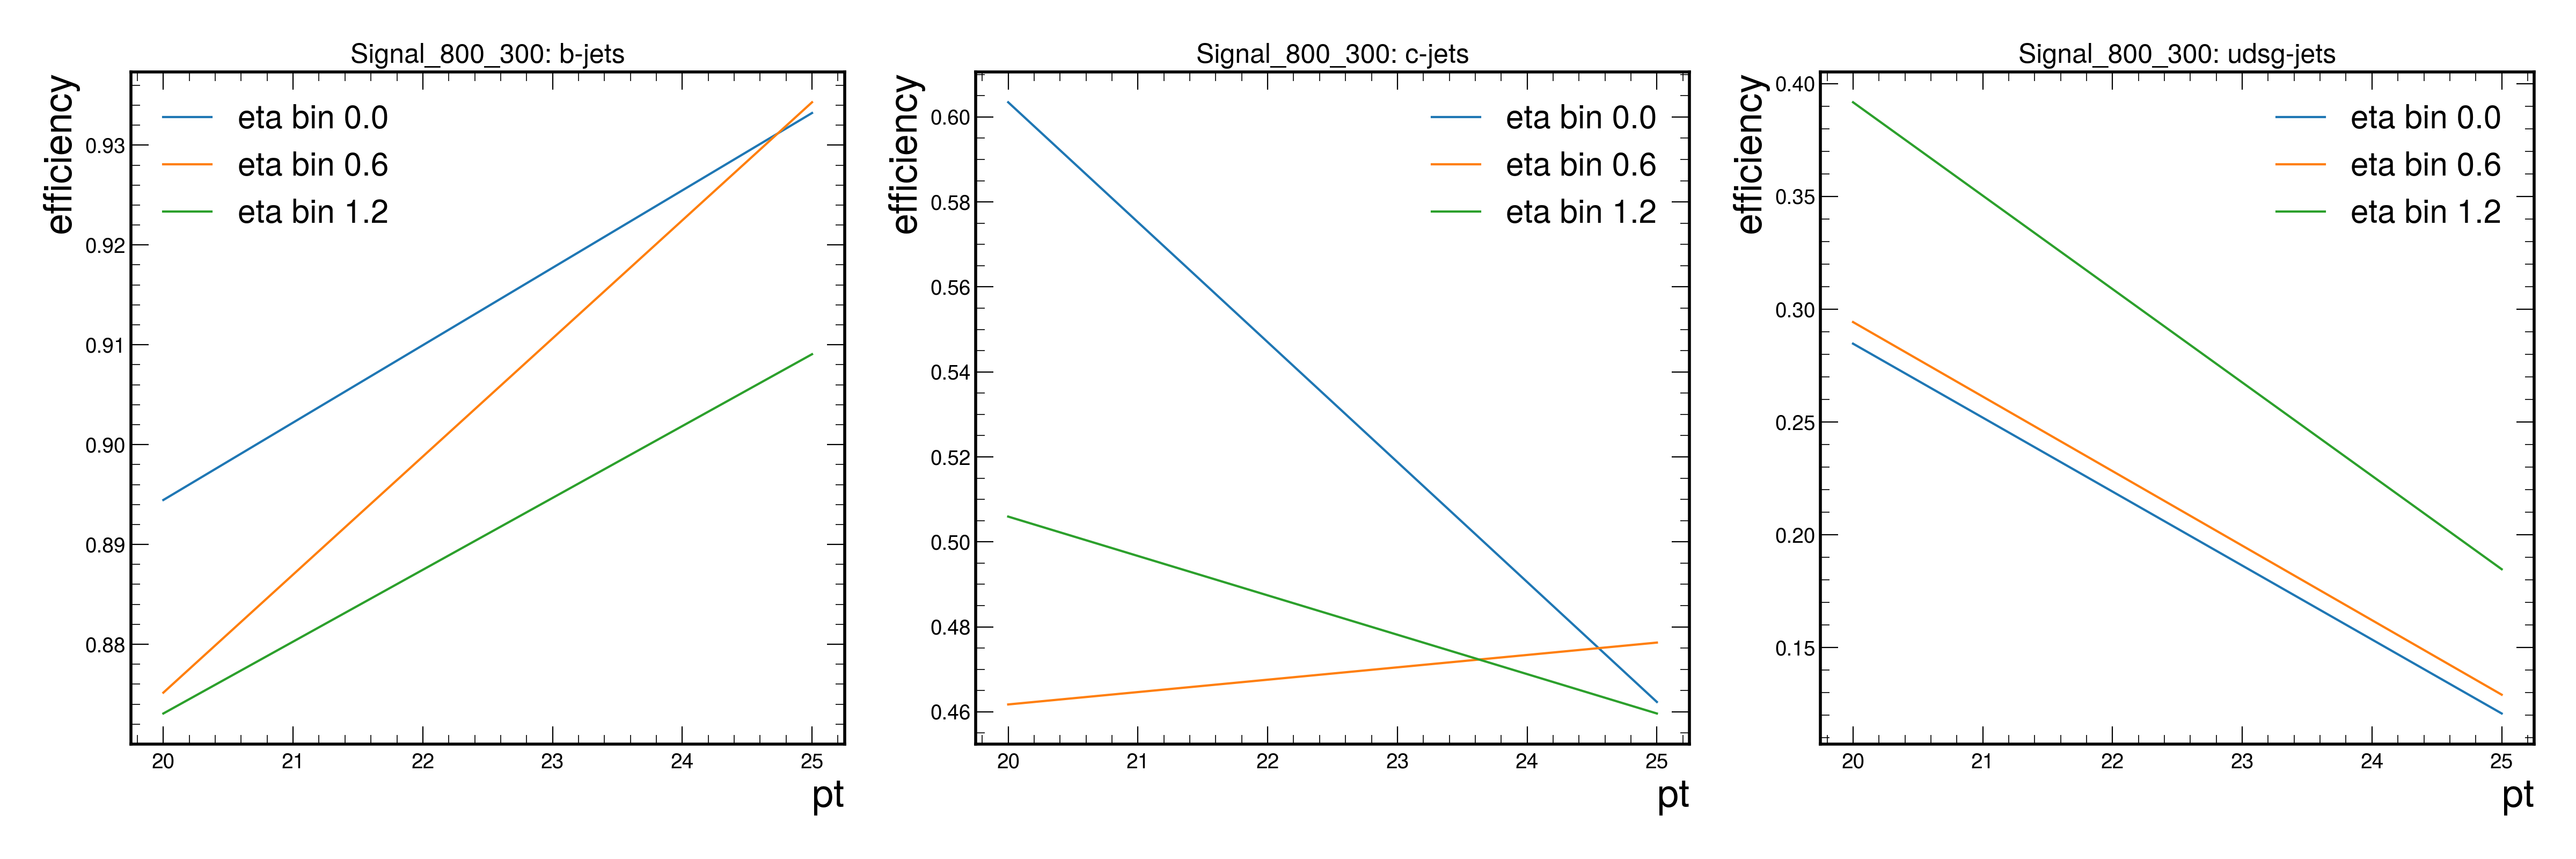 Signal_800_300: b-jets
efficiency
eta bin 0.0
eta bin 0.6
eta bin 1.2
0.93
0.92
0.91
0.90
0.89
0.88
20 21 22 23 24 25
pt
Signal_800_300: c-jets
efficiency
eta bin 0.0
eta bin 0.6
eta bin 1.2
0.60
0.58
0.56
0.54
0.52
0.50
0.48
0.46
20 21 22 23 24 25
pt
Signal_800_300: udsg-jets
efficiency
eta bin 0.0
eta bin 0.6
eta bin 1.2
0.40
0.35
0.30
0.25
0.20
0.15
20 21 22 23 24 25
pt